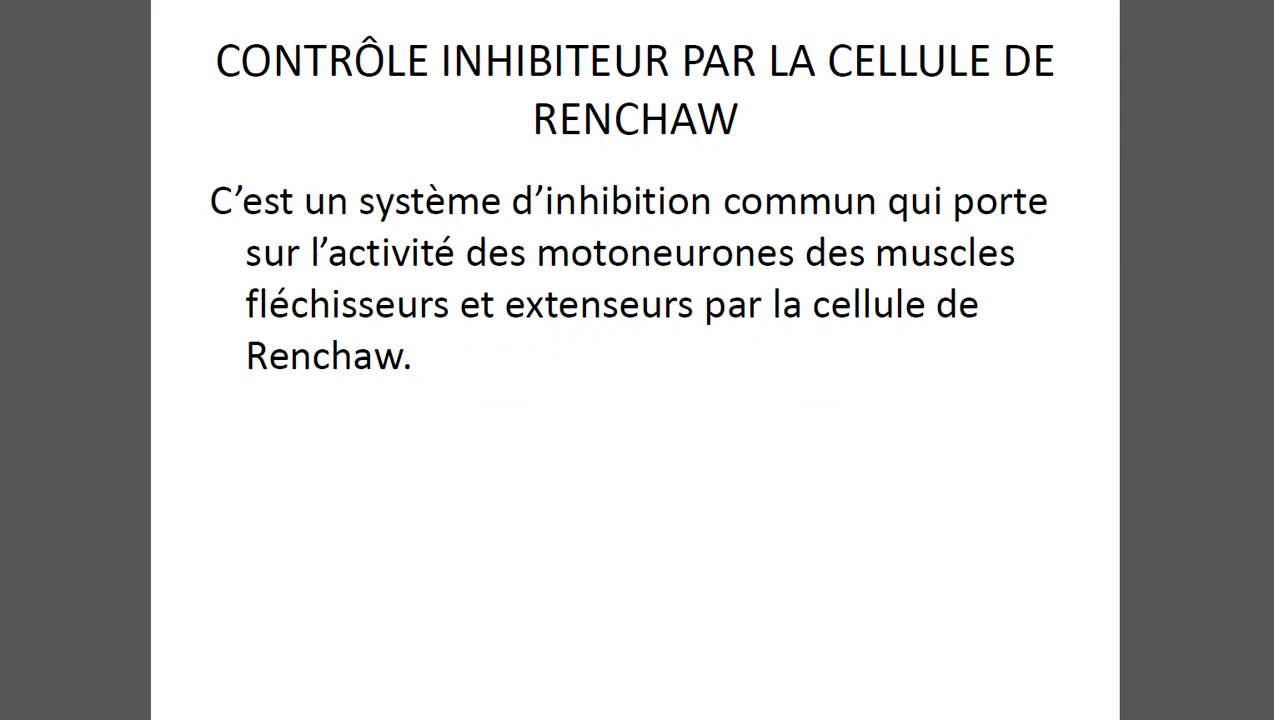 CONTRÔLE INHIBITEUR PAR LA CELLULE DE
RENCHAW
C’est un système d’inhibition commun qui porte
sur l’activité des motoneurones des muscles
fléchisseurs et extenseurs par la cellule de
Renchaw.